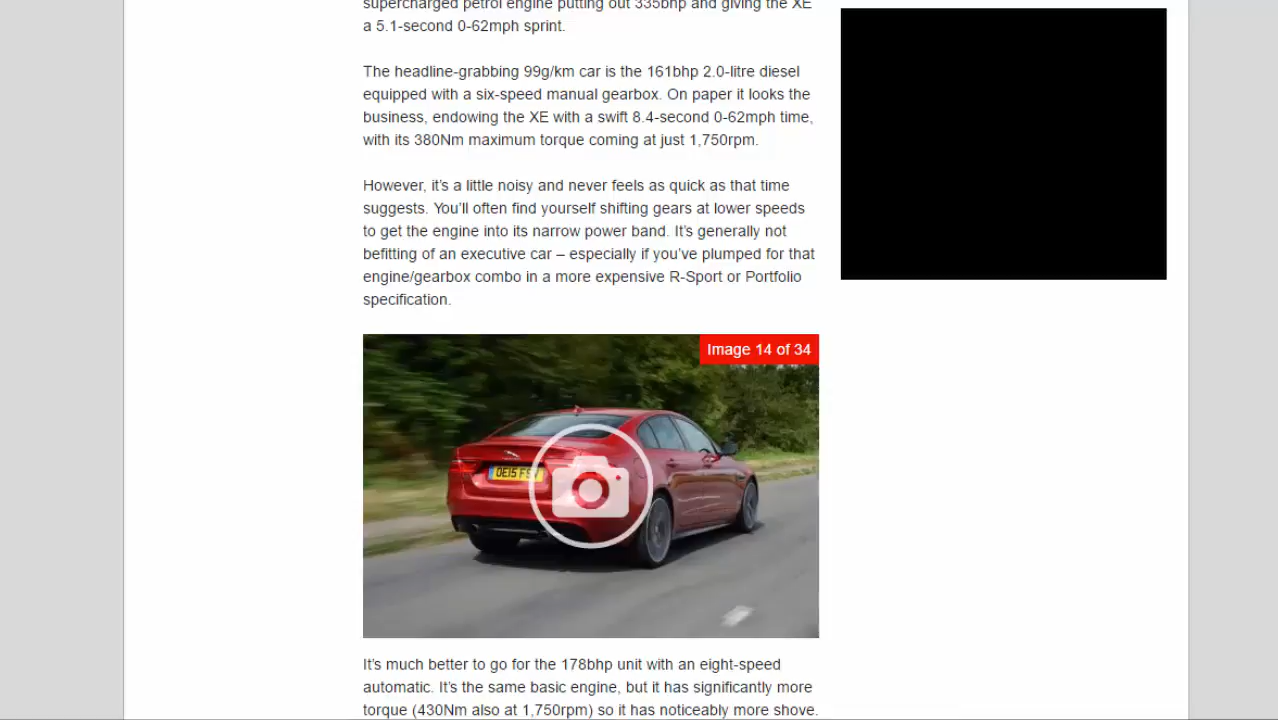 supercharged petrol engine putting out 335bhp and giving the XE
a 5.1-second 0-62mph sprint.
The headline-grabbing 99g/km car is the 161bhp 2.0-litre diesel
equipped with a six-speed manual gearbox. On paper it looks the
business, endowing the XE with a swift 8.4-second 0-62mph time,
with its 380Nm maximum torque coming at just 1,750rpm.
However, it’s a little noisy and never feels as quick as that time
suggests. You’ll often find yourself shifting gears at lower speeds
to get the engine into its narrow power band. It’s generally not
befitting of an executive car – especially if you’ve plumped for that
engine/gearbox combo in a more expensive R-Sport or Portfolio
specification.
Image 14 of 34
It’s much better to go for the 178bhp unit with an eight-speed
automatic. It’s the same basic engine, but it has significantly more
torque (430Nm also at 1,750rpm) so it has noticeably more shove.